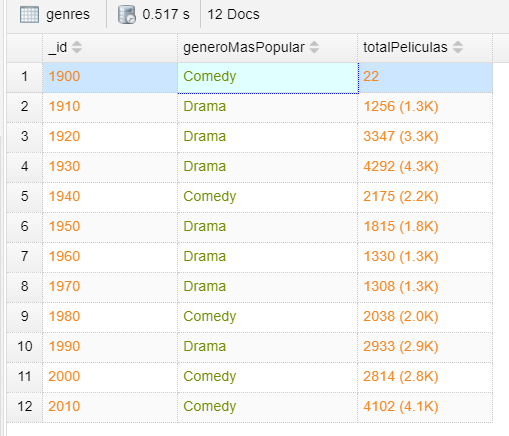 genres 0.517 s 12 Docs
_id generoMasPopular totalPeliculas
1 1900 Comedy 22
2 1910 Drama 1256 (1.3K)
3 1920 Drama 3347 (3.3K)
4 1930 Drama 4292 (4.3K)
5 1940 Comedy 2175 (2.2K)
6 1950 Drama 1815 (1.8K)
7 1960 Drama 1330 (1.3K)
8 1970 Drama 1308 (1.3K)
9 1980 Comedy 2038 (2.0K)
10 1990 Drama 2933 (2.9K)
11 2000 Comedy 2814 (2.8K)
12 2010 Comedy 4102 (4.1K)